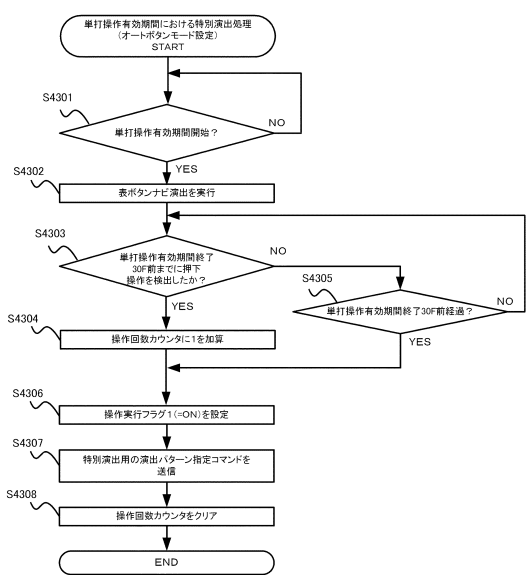 単打操作有効期間における特別演出処理
（オートボタンモード設定）
START
S4301
単打操作有効期間開始？
NO
YES
S4302
表ボタンナビ演出を実行
S4303
単打操作有効期間終了
30F前までに押下
操作を検出したか？
NO
YES
S4305
単打操作有効期間終了30F前経過？
NO
YES
S4304
操作回数カウンタに1を加算
S4306
操作実行フラグ1（=ON）を設定
S4307
特別演出用の演出パターン指定コマンドを
送信
S4308
操作回数カウンタをクリア
END